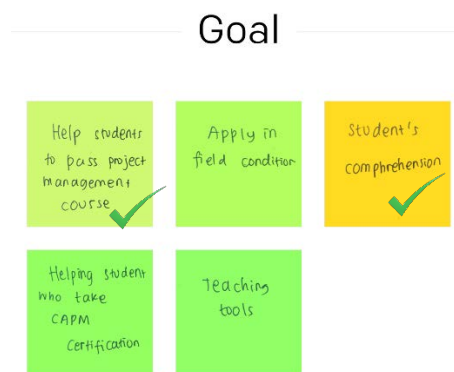 Goal
Help students
to pass project
management
course
Apply in
field condition
Student's
comphrehension
Helping student
who take
CAPM
Certification
Teaching
tools